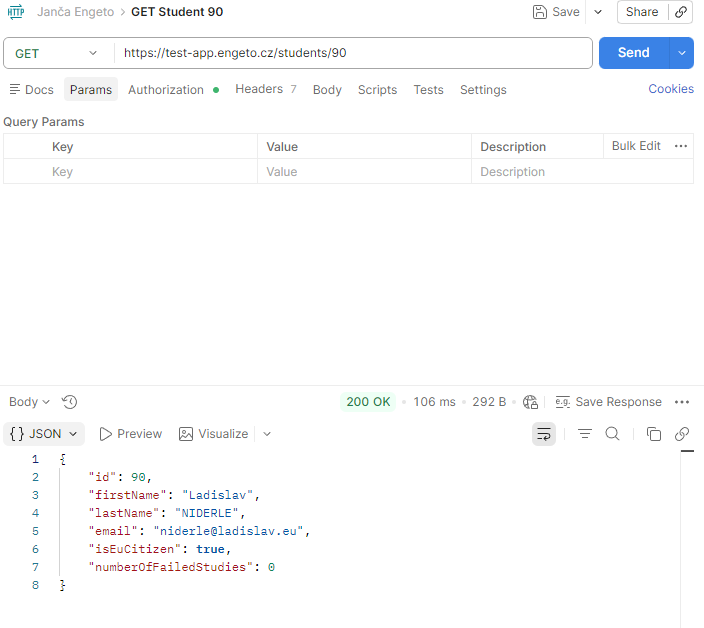 HTTP Janča Engeto > GET Student 90 Save Share
GET https://test-app.engeto.cz/students/90 Send
Docs Params Authorization Headers 7 Body Scripts Tests Settings Cookies
Query Params
Key Value Description Bulk Edit ...
Key Value Description
Body 200 OK • 106 ms • 292 B • e.g. Save Response ...
{} JSON Preview Visualize
1 {
2 "id": 90,
3 "firstName": "Ladislav",
4 "lastName": "NIDERLE",
5 "email": "niderle@ladislav.eu",
6 "isEuCitizen": true,
7 "numberOfFailedStudies": 0
8 }